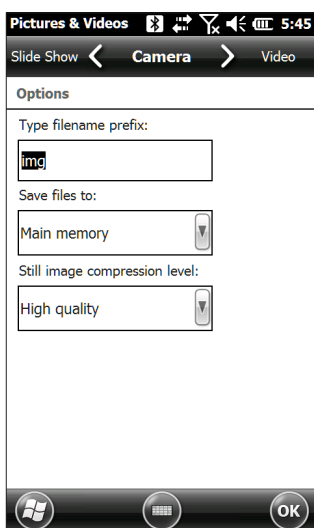 Pictures & Videos 5:45
Slide Show Camera Video
Options
Type filename prefix:
img
Save files to:
Main memory
Still image compression level:
High quality
OK